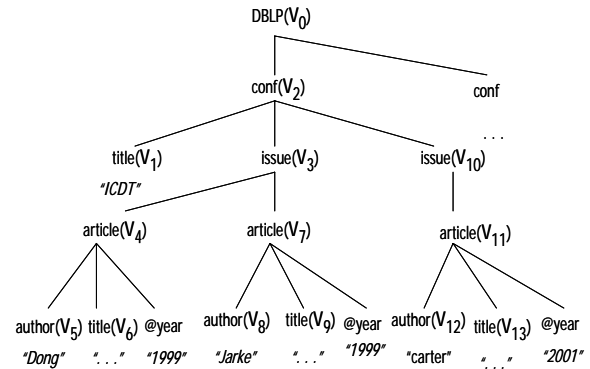 DBLP(V0)
conf(V2) conf
. . .
title(V1) issue(V3) issue(V10)
"ICDT"
article(V4) article(V7) article(V11)
author(V5) title(V6) @year author(V8) title(V9) @year author(V12) title(V13) @year
"Dong" ". . ." "1999" "Jarke" ". . ." "1999" "carter" ". . ." "2001"